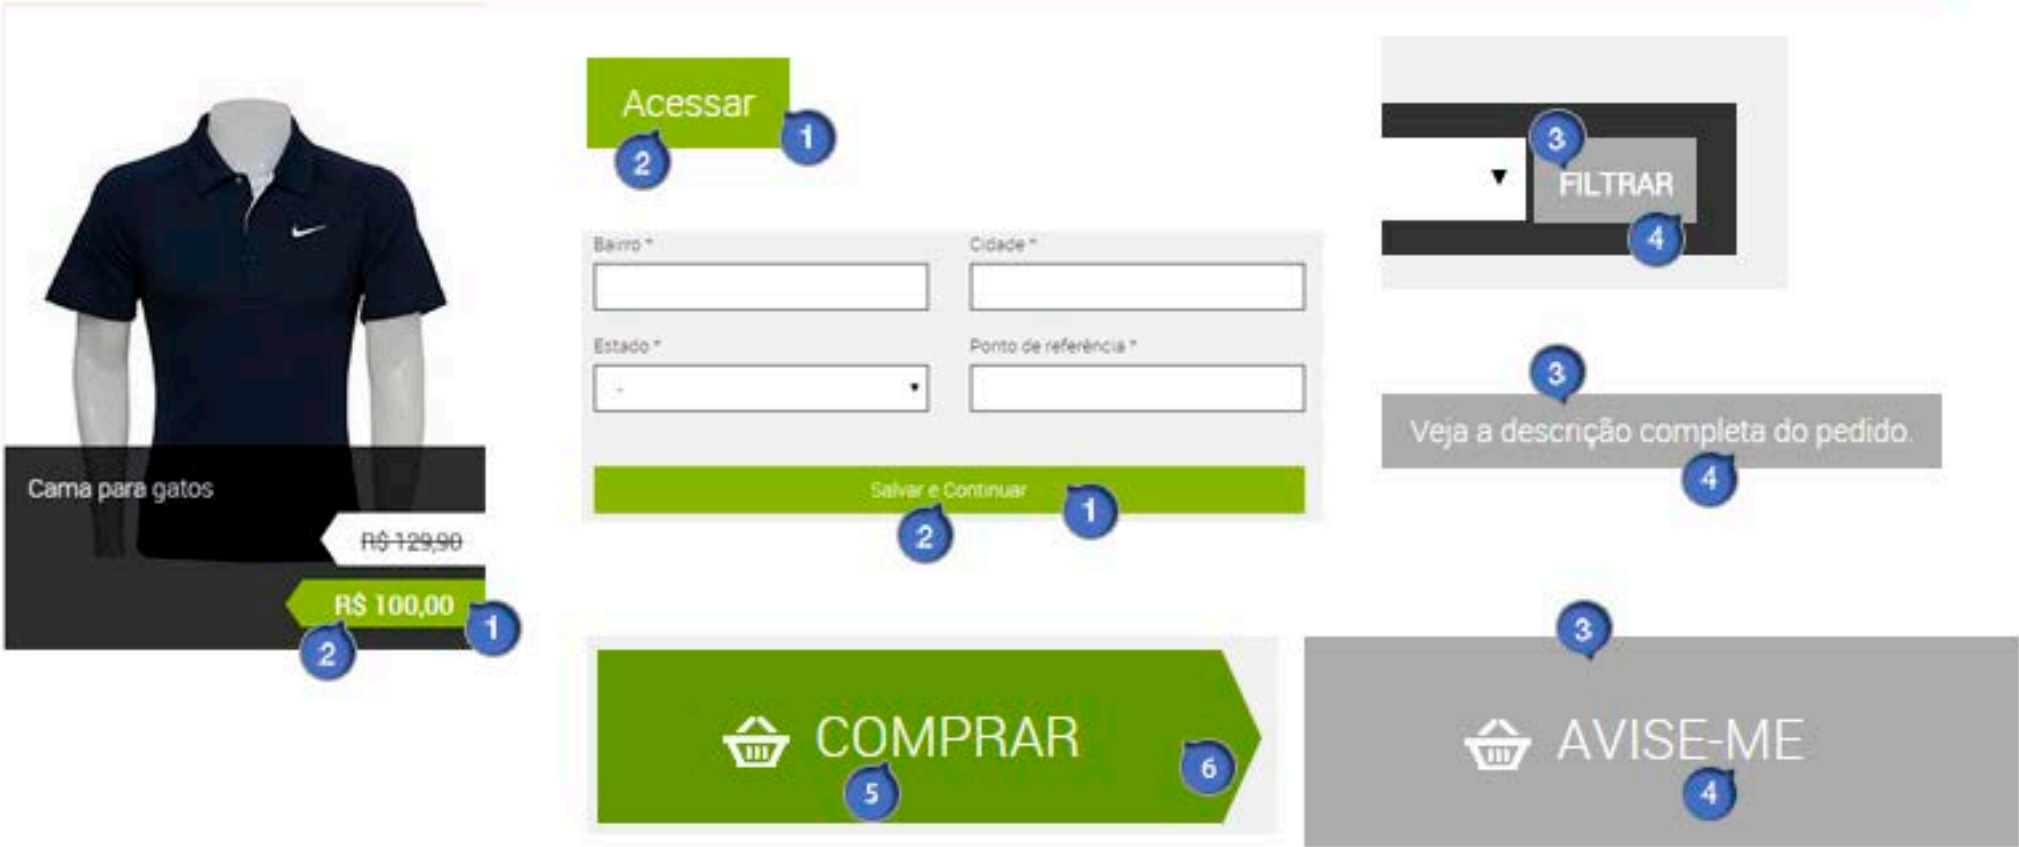 Cama para gatos
R$ 129,90
R$ 100,00
1
2
Acessar
1
2
Bairro *
Cidade *
Estado *
Ponto de referência *
-
Salvar e Continuar
1
2
COMPRAR
5
6
3
FILTRAR
4
3
Veja a descrição completa do pedido.
4
3
AVISE-ME
4